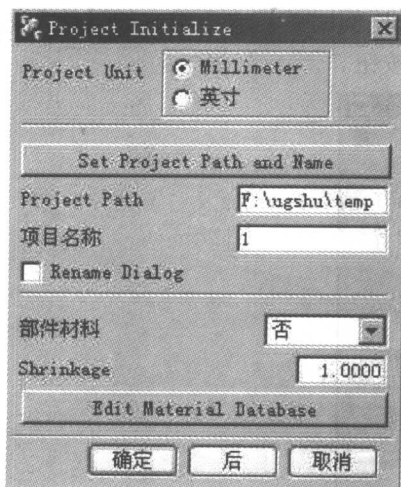 Project Initialize
Project Unit
Millimeter
英寸
Set Project Path and Name
Project Path F:\ugshu\temp
项目名称 1
Rename Dialog
部件材料 否
Shrinkage 1.0000
Edit Material Database
确定 后 取消